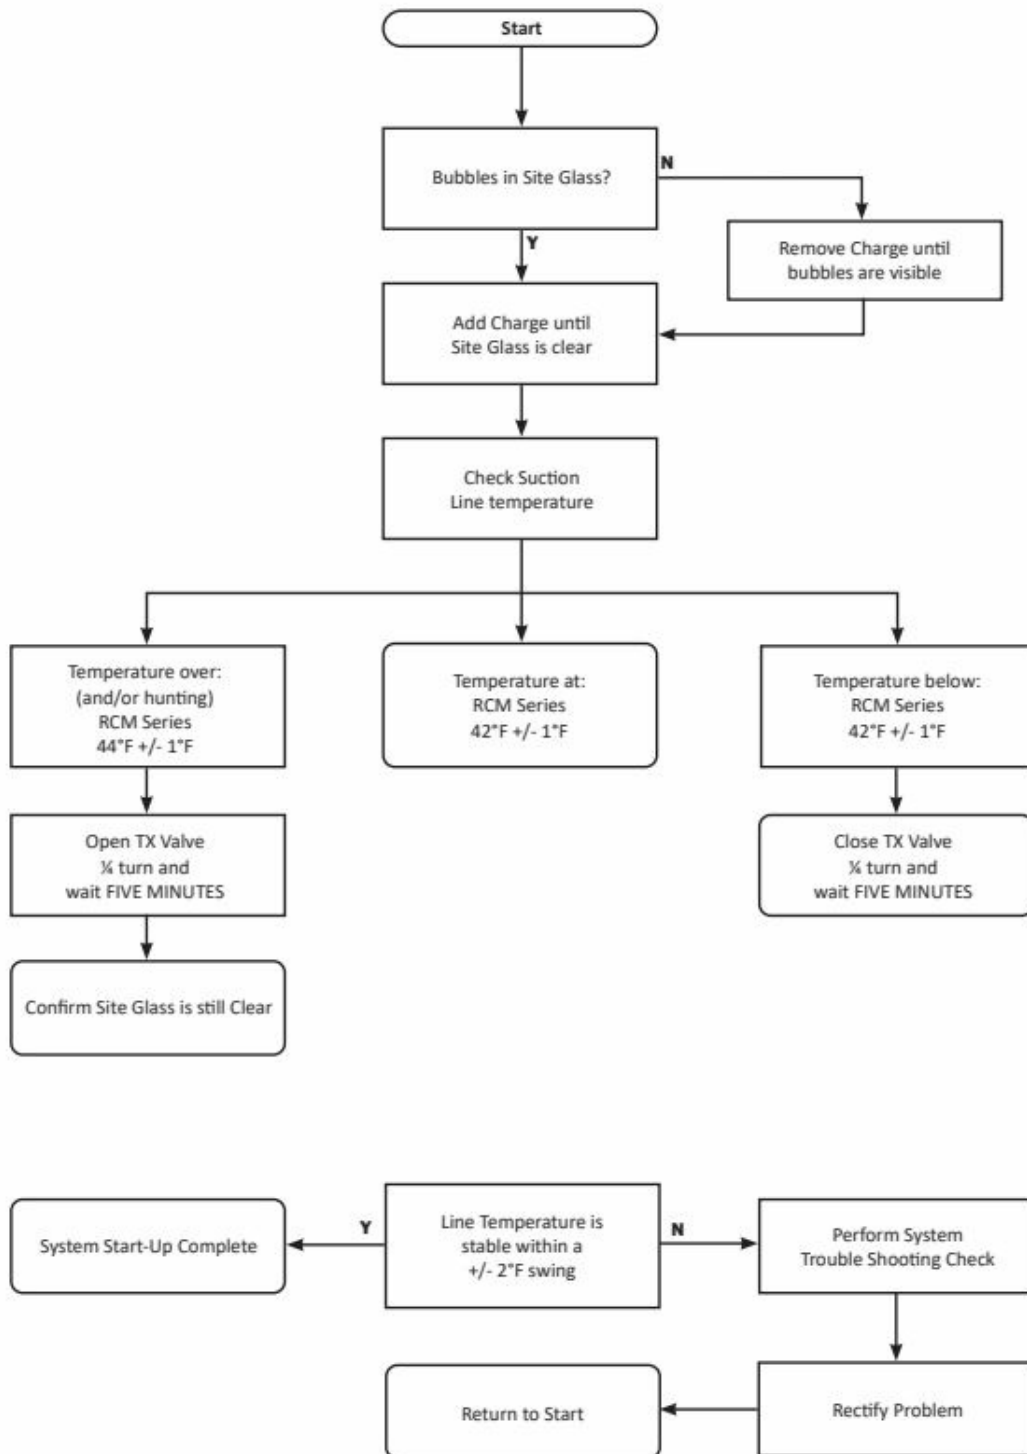 Start
Bubbles in Site Glass?
N
Y
Remove Charge until
bubbles are visible
Add Charge until
Site Glass is clear
Check Suction
Line temperature
Temperature over:
(and/or hunting)
RCM Series
44°F +/- 1°F
Temperature at:
RCM Series
42°F +/- 1°F
Temperature below:
RCM Series
42°F +/- 1°F
Open TX Valve
¼ turn and
wait FIVE MINUTES
Close TX Valve
¼ turn and
wait FIVE MINUTES
Confirm Site Glass is still Clear
System Start-Up Complete
Y
Line Temperature is
stable within a
+/- 2°F swing
N
Perform System
Trouble Shooting Check
Return to Start
Rectify Problem